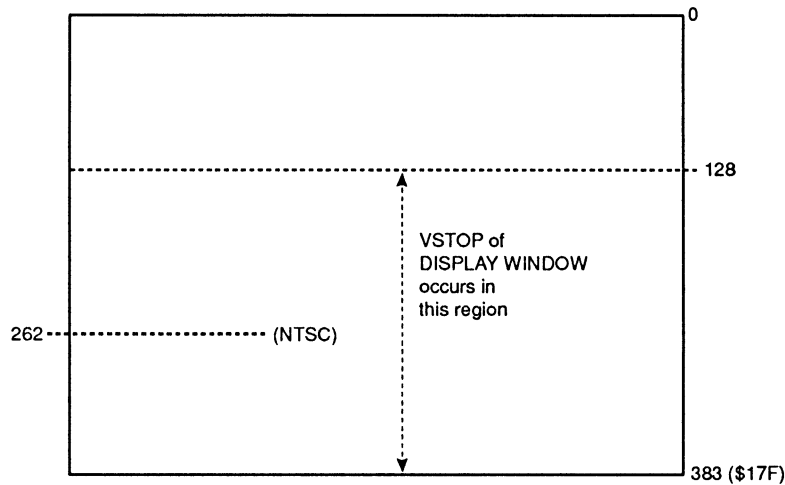 0
128
VSTOP of
DISPLAY WINDOW
occurs in
this region
262
(NTSC)
383 ($17F)